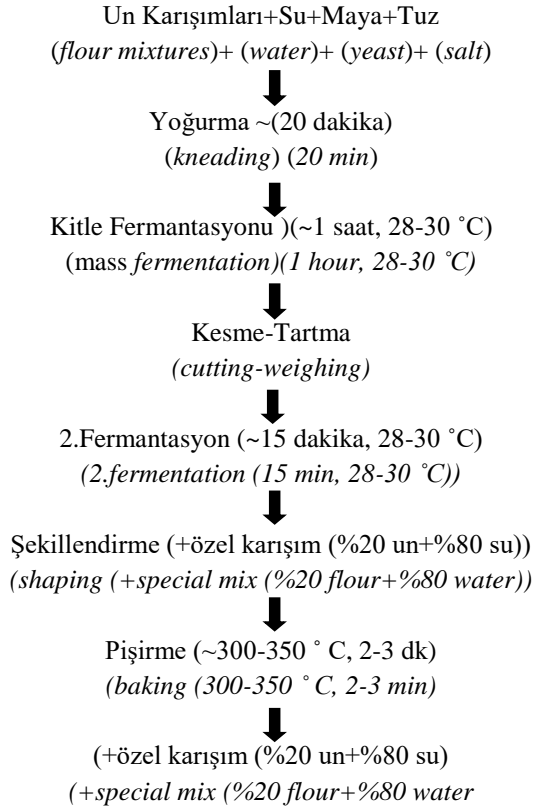 Un Karışımları+Su+Maya+Tuz
(flour mixtures)+ (water)+ (yeast)+ (salt)
Yoğurma ~(20 dakika)
(kneading) (20 min)
Kitle Fermantasyonu )(~1 saat, 28-30 ˚C)
(mass fermentation)(1 hour, 28-30 ˚C)
Kesme-Tartma
(cutting-weighing)
2.Fermantasyon (~15 dakika, 28-30 ˚C)
(2.fermentation (15 min, 28-30 ˚C))
Şekillendirme (+özel karışım (%20 un+%80 su))
(shaping (+special mix (%20 flour+%80 water))
Pişirme (~300-350 ˚ C, 2-3 dk)
(baking (300-350 ˚ C, 2-3 min)
(+özel karışım (%20 un+%80 su)
(+special mix (%20 flour+%80 water